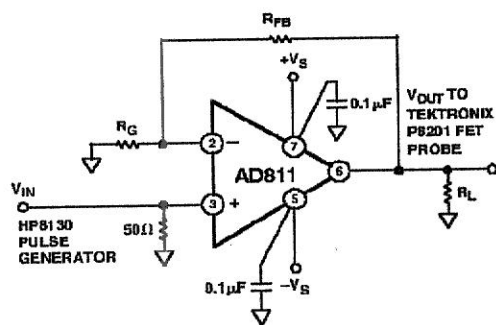 RFB
+VS
0.1µF
VOUT TO
TEKTRONIX
P6201 FET
PROBE
RG
2
−
7
AD811
6
VIN
3
+
5
RL
HP8130
PULSE
GENERATOR
50Ω
0.1µF
−VS